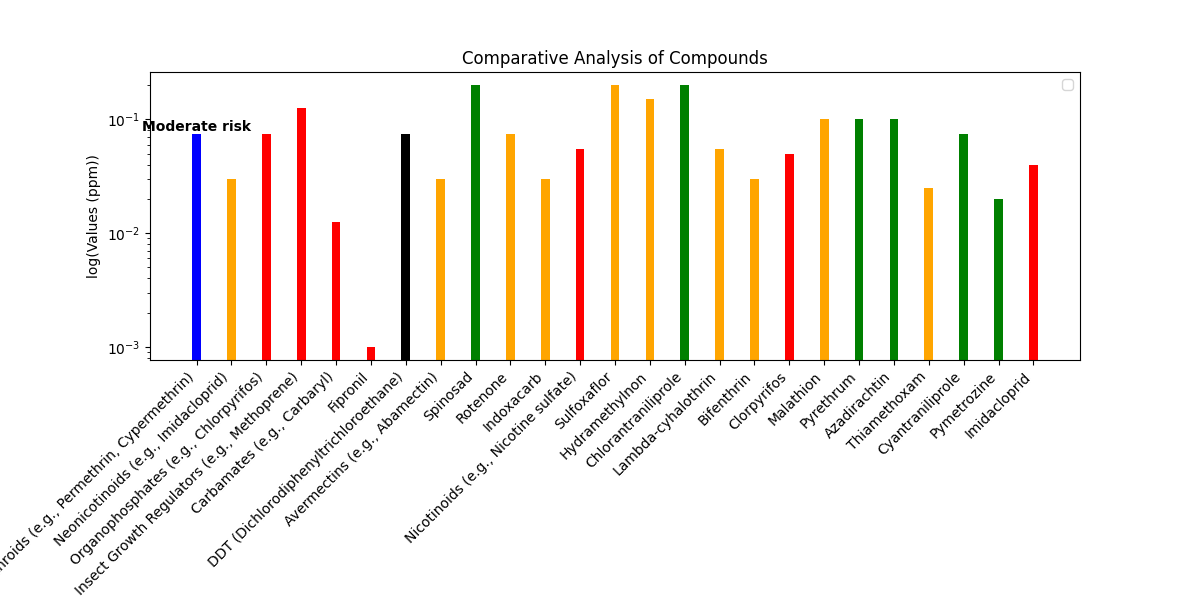 Comparative Analysis of Compounds
Moderate risk
log(Values (ppm))
10⁻¹
10⁻²
10⁻³
hroids (e.g., Permethrin, Cypermethrin)
Neonicotinoids (e.g., Imidacloprid)
Organophosphates (e.g., Chlorpyrifos)
Insect Growth Regulators (e.g., Methoprene)
Carbamates (e.g., Carbaryl)
Fipronil
DDT (Dichlorodiphenyltrichloroethane)
Avermectins (e.g., Abamectin)
Spinosad
Rotenone
Indoxacarb
Nicotinoids (e.g., Nicotine sulfate)
Sulfoxaflor
Hydramethylnon
Chlorantraniliprole
Lambda-cyhalothrin
Bifenthrin
Clorpyrifos
Malathion
Pyrethrum
Azadirachtin
Thiamethoxam
Cyantraniliprole
Pymetrozine
Imidacloprid